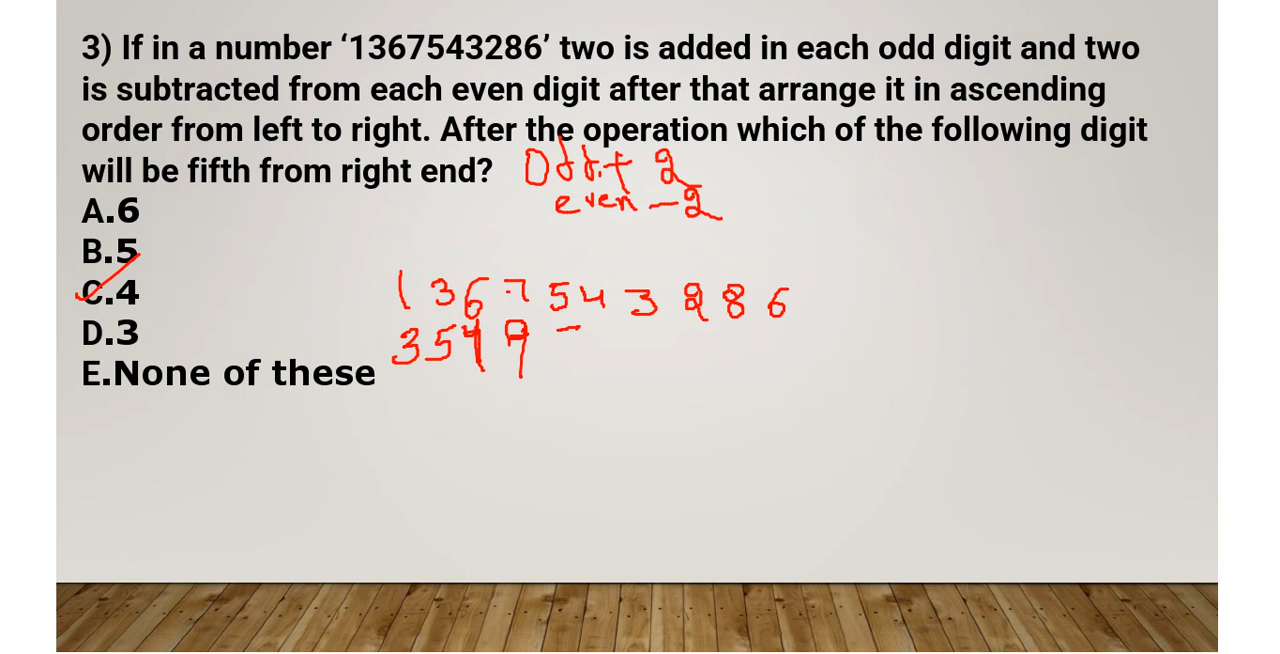 3) If in a number ‘1367543286’ two is added in each odd digit and two
is subtracted from each even digit after that arrange it in ascending
order from left to right. After the operation which of the following digit
will be fifth from right end?
Odd + 2
even - 2
A.6
B.5
C.4
D.3
E.None of these
1 3 6 7 5 4 3 2 8 6
3 5 4 9